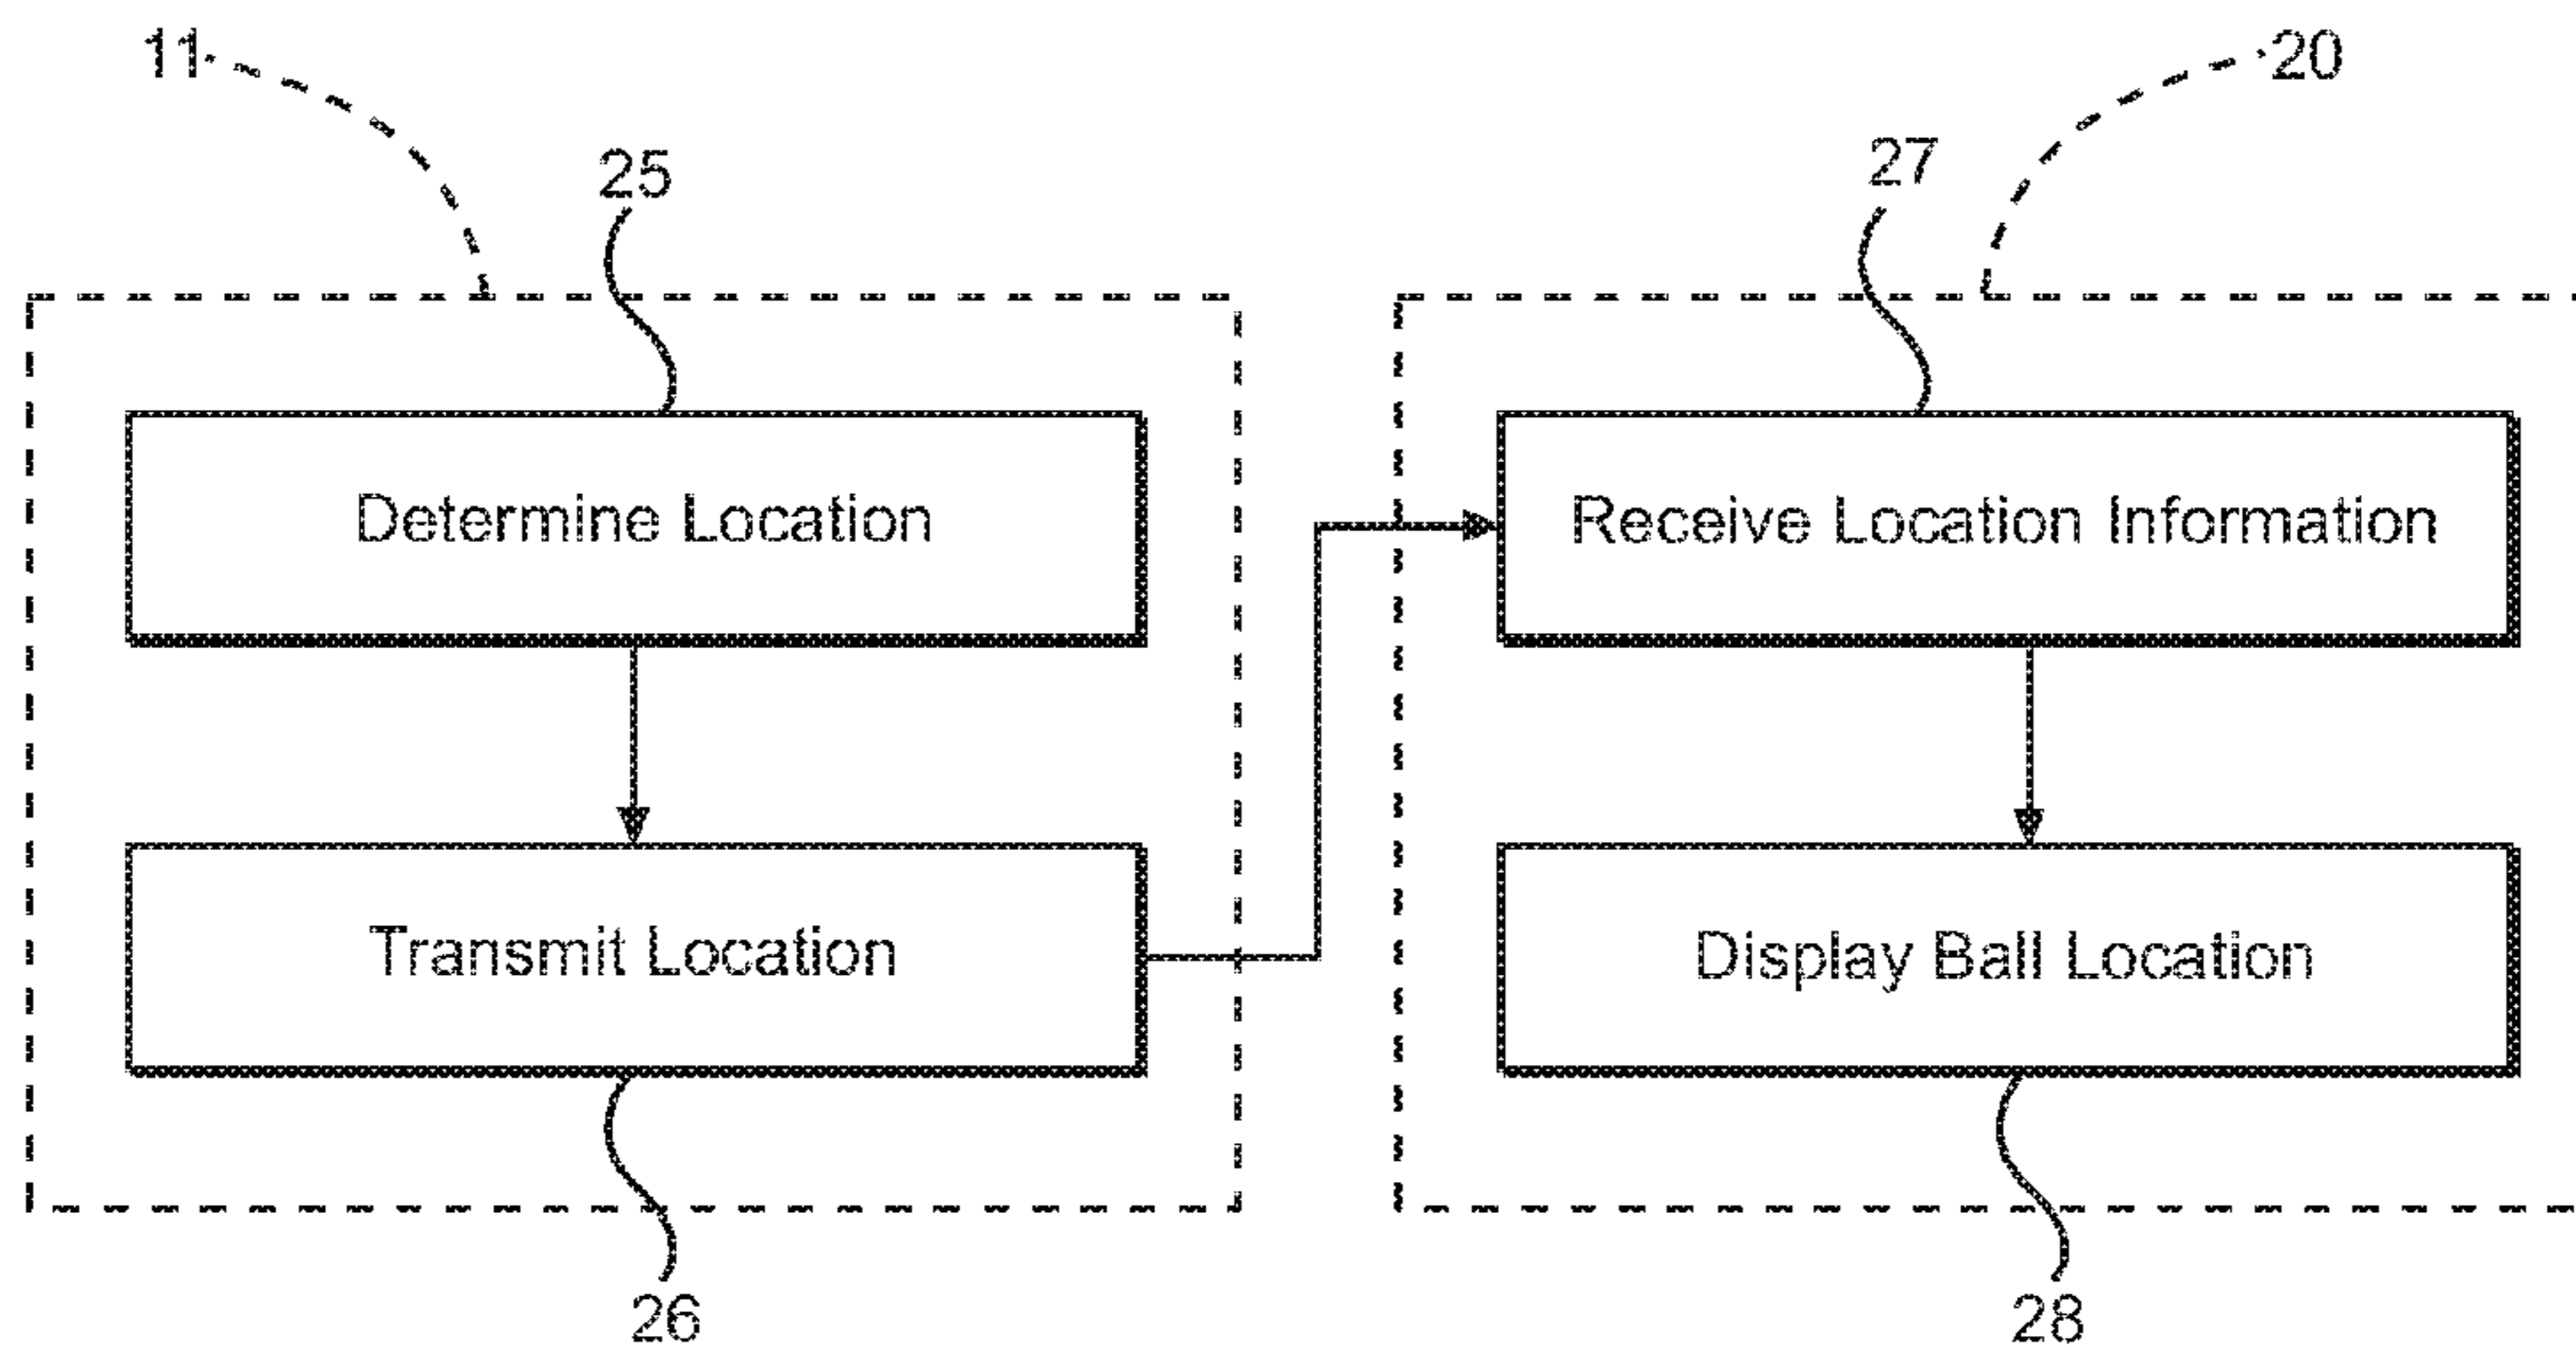 11
20
25
27
Determine Location
Receive Location Information
Transmit Location
Display Ball Location
26
28